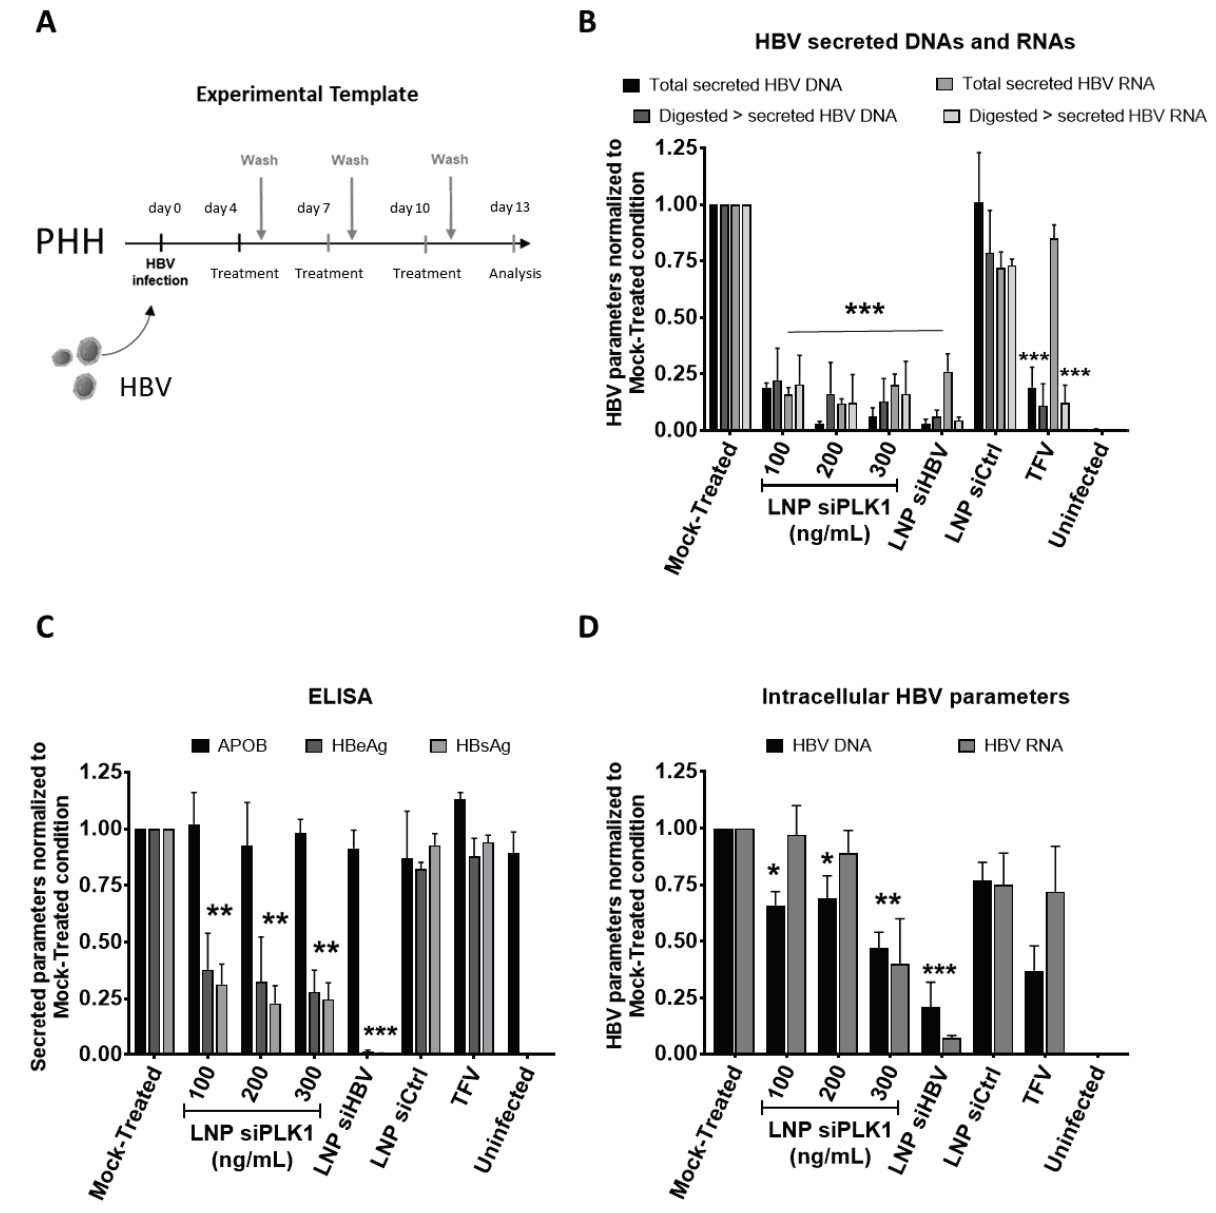 A
Experimental Template
Wash Wash Wash
day 0 day 4 day 7 day 10 day 13
PHH
HBV
infection
Treatment Treatment Treatment Analysis
HBV
B
HBV secreted DNAs and RNAs
Total secreted HBV DNA Total secreted HBV RNA
Digested > secreted HBV DNA Digested > secreted HBV RNA
HBV parameters normalized to
Mock-Treated condition
1.25
1.00
0.75
0.50
0.25
0.00
***
*** ***
Mock-Treated 100 200 300 LNP siHBV LNP siCtrl TFV Uninfected
LNP siPLK1
(ng/mL)
C
ELISA
APOB HBeAg HBsAg
Secreted parameters normalized to
Mock-Treated condition
1.25
1.00
0.75
0.50
0.25
0.00
** ** ** ***
Mock-Treated 100 200 300 LNP siHBV LNP siCtrl TFV Uninfected
LNP siPLK1
(ng/mL)
D
Intracellular HBV parameters
HBV DNA HBV RNA
HBV parameters normalized to
Mock-Treated condition
1.25
1.00
0.75
0.50
0.25
0.00
* * ** ***
Mock-Treated 100 200 300 LNP siHBV LNP siCtrl TFV Uninfected
LNP siPLK1
(ng/mL)